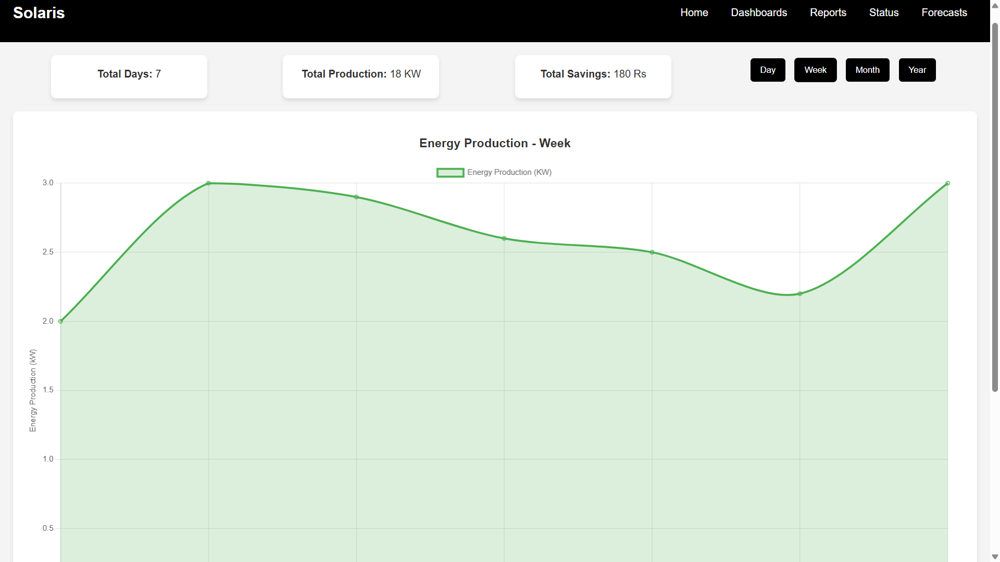 Solaris
Home Dashboards Reports Status Forecasts
Total Days: 7
Total Production: 18 KW
Total Savings: 180 Rs
Day Week Month Year
Energy Production - Week
Energy Production (KW)
3.0
2.5
2.0
1.5
1.0
0.5
Energy Production (kW)